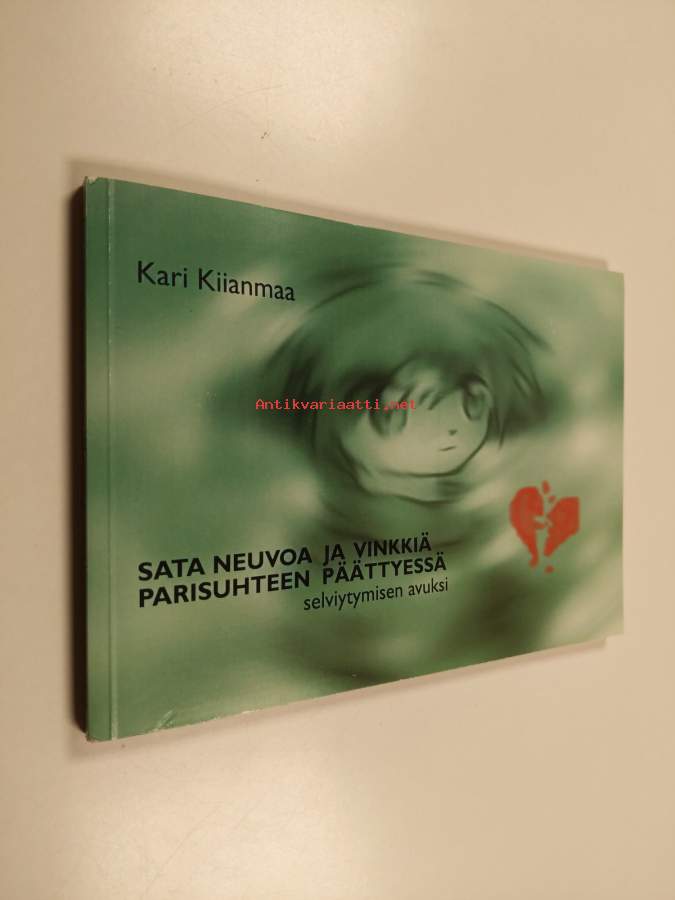 Kari Kiianmaa
Antikvariaatti.net
SATA NEUVOA JA VINKKIÄ
PARISUHTEEN PÄÄTTYESSÄ
selviytymisen avuksi